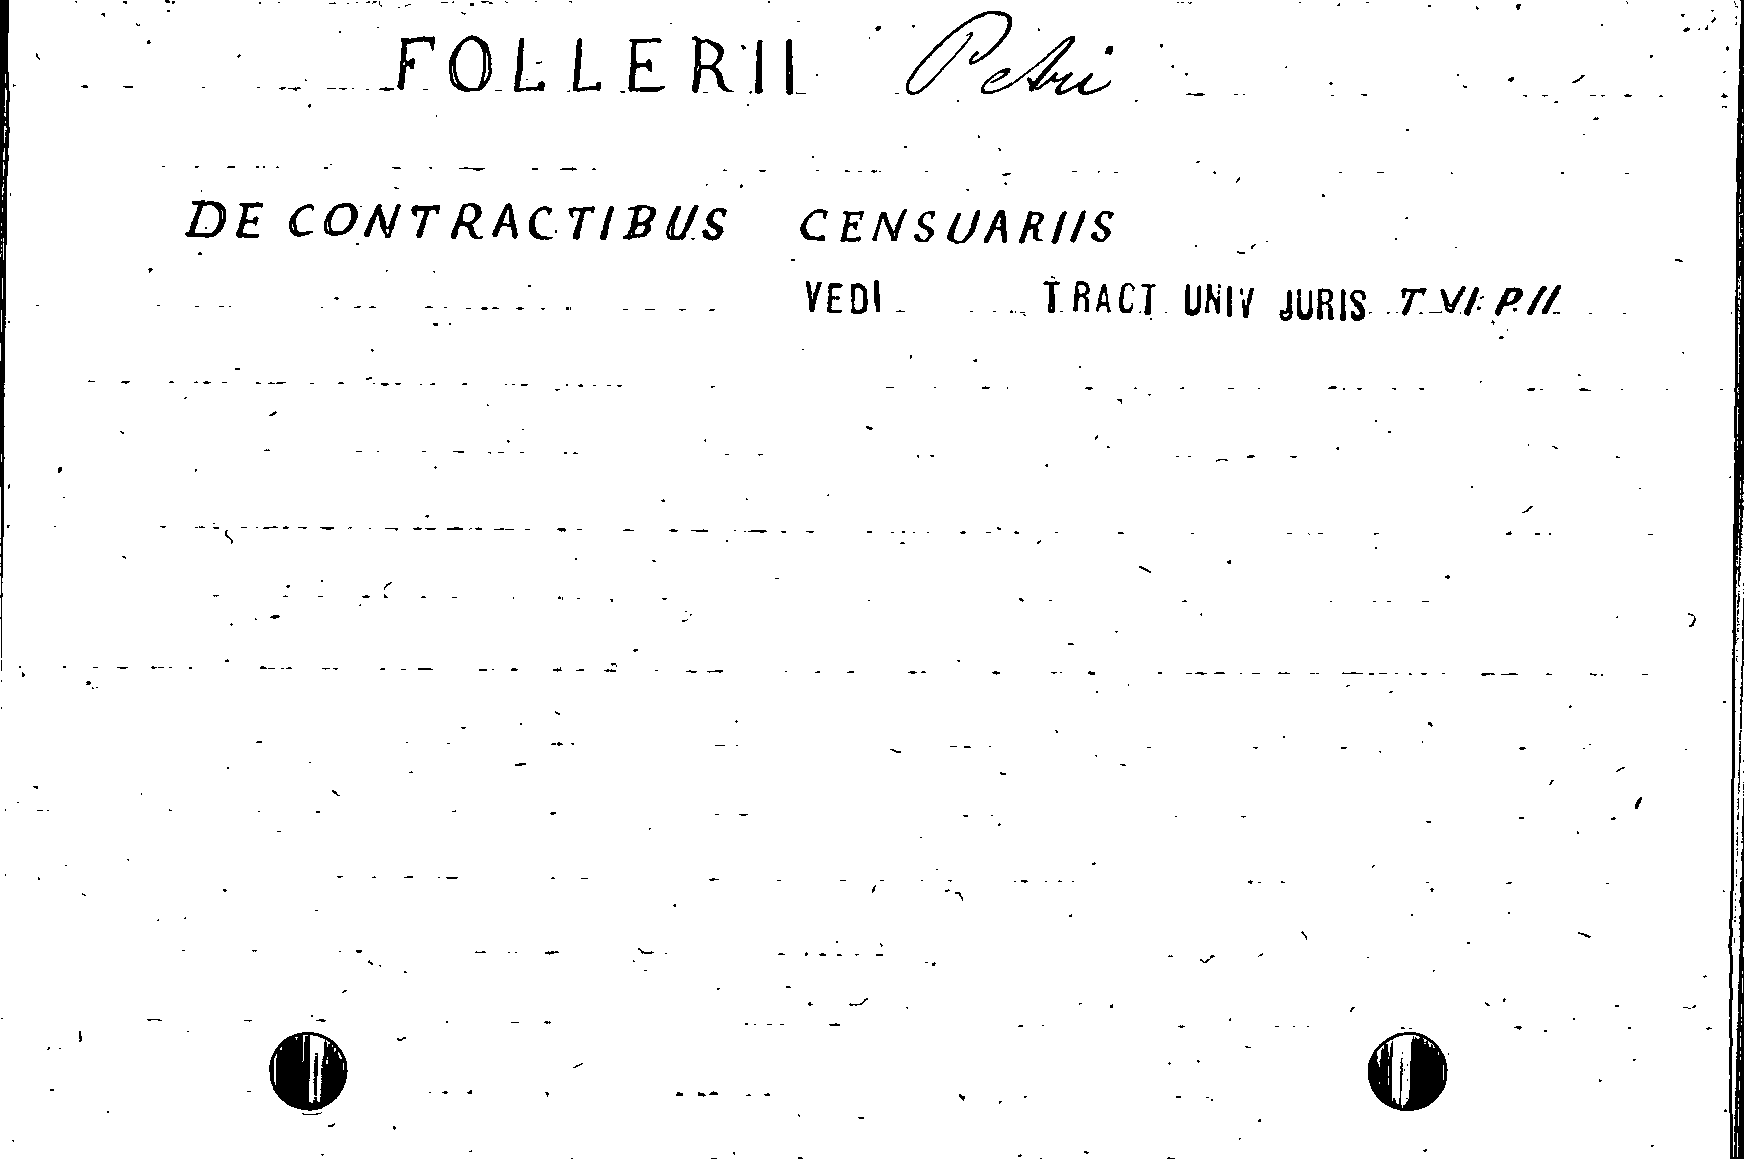 FOLLERII Petri
DE CONTRACTIBUS CENSUARIIS
VEDI TRACT UNIV JURIS T. VI. P. II.